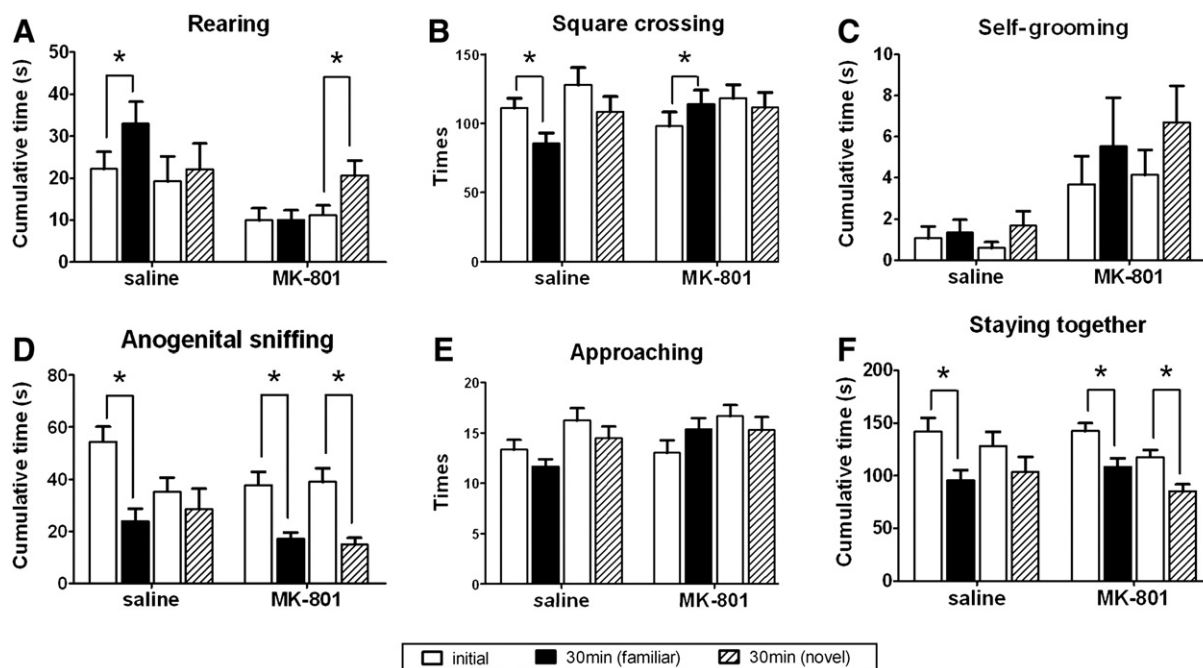 A
Rearing
Cumulative time (s)
50
40
30
20
10
0
*
*
saline
MK-801
B
Square crossing
Times
150
100
50
0
*
*
saline
MK-801
C
Self-grooming
Cumulative time (s)
8
6
4
2
0
saline
MK-801
D
Anogenital sniffing
Cumulative time (s)
80
60
40
20
0
*
*
*
saline
MK-801
E
Approaching
Times
20
15
10
5
0
saline
MK-801
F
Staying together
Cumulative time (s)
200
150
100
50
0
*
*
*
saline
MK-801
initial 30min (familiar) 30min (novel)